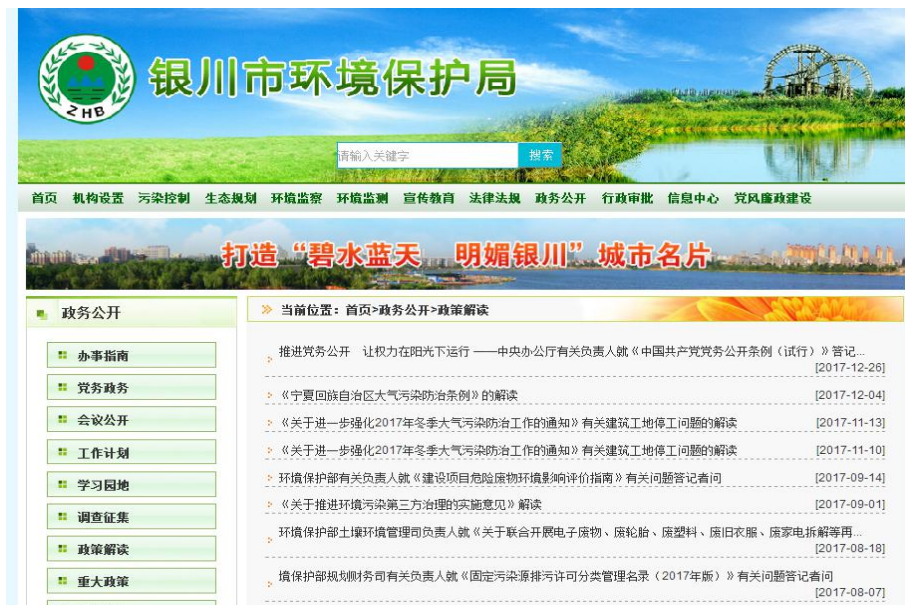 ZHB
银川市环境保护局
请输入关键字
搜索
首页 机构设置 污染控制 生态规划 环境监察 环境监测 宣传教育 法律法规 政务公开 行政审批 信息中心 党风廉政建设
打造“碧水蓝天 明媚银川”城市名片
政务公开
办事指南
党务政务
会议公开
工作计划
学习园地
调查征集
政策解读
重大政策
当前位置：首页>政务公开>政策解读
推进党务公开 让权力在阳光下运行 ——中央办公厅有关负责人就《中国共产党党务公开条例（试行）》答记...
[2017-12-26]
《宁夏回族自治区大气污染防治条例》的解读 [2017-12-04]
《关于进一步强化2017年冬季大气污染防治工作的通知》有关建筑工地停工问题的解读 [2017-11-13]
《关于进一步强化2017年冬季大气污染防治工作的通知》有关建筑工地停工问题的解读 [2017-11-10]
环境保护部有关负责人就《建设项目危险废物环境影响评价指南》有关问题答记者问 [2017-09-14]
《关于推进环境污染第三方治理的实施意见》解读 [2017-09-01]
环境保护部土壤环境管理司负责人就《关于联合开展电子废物、废轮胎、废塑料、废旧衣服、废家电拆解等再...
[2017-08-18]
境保护部规划财务司有关负责人就《固定污染源排污许可分类管理名录（2017年版）》有关问题答记者问
[2017-08-07]